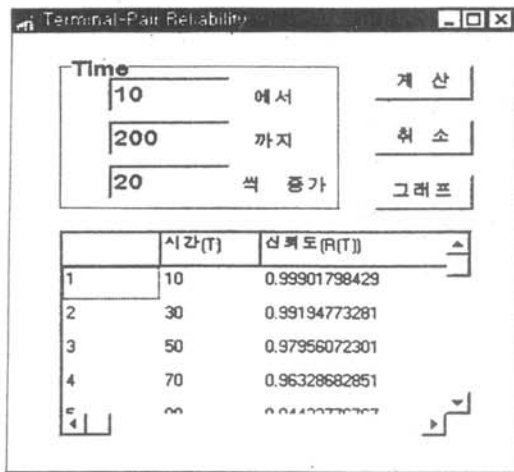 Terminal-Pair Reliability
Time
10 에서
200 까지
20 씩 증가
계 산
취 소
그래프
시간(T) 신뢰도(R(T))
1 10 0.99901798429
2 30 0.99194773281
3 50 0.97956072301
4 70 0.96328682851